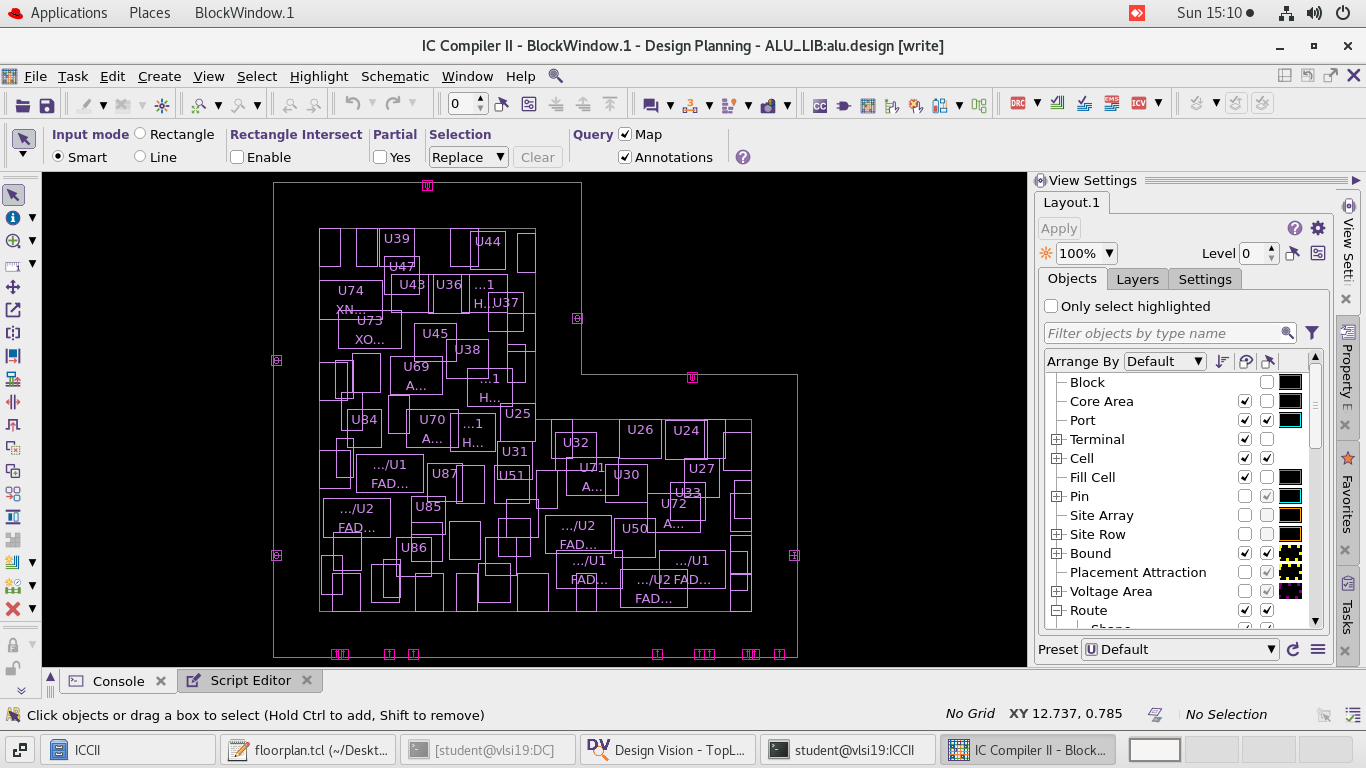 Applications Places BlockWindow.1 Sun 15:10
IC Compiler II - BlockWindow.1 - Design Planning - ALU_LIB:alu.design [write]
File Task Edit Create View Select Highlight Schematic Window Help
0 DRC EMS ICV
Input mode Rectangle Rectangle Intersect Partial Selection Query Map
Smart Line Enable Yes Replace Clear Annotations
U39 U44
U47
U43 U36 ...1
U74 H... U37
XN...
U73
XO... U45
U38
U69
A... ...1
H...
U84 U70 ...1 U25
A... H...
U26 U24
U32
U31
.../U1 U87 U51 U71 U30 U27
FAD... A...
U33
.../U2 U85 U72
FAD... A...
.../U2 U50
FAD...
U86
.../U1 .../U1
FAD... .../U2 FAD...
FAD...
View Settings
Layout.1
Apply
100% Level 0
Objects Layers Settings
Only select highlighted
Filter objects by type name
Arrange By Default
Block
Core Area
Port
Terminal
Cell
Fill Cell
Pin
Site Array
Site Row
Bound
Placement Attraction
Voltage Area
Route
Shape
Preset Default
View Setti
Property E
Favorites
Tasks
Console Script Editor
Click objects or drag a box to select (Hold Ctrl to add, Shift to remove) No Grid XY 12.737, 0.785 No Selection
ICCII floorplan.tcl (~/Deskt... [student@vlsi19:DC] Design Vision - TopL... student@vlsi19:ICCII IC Compiler II - Block...